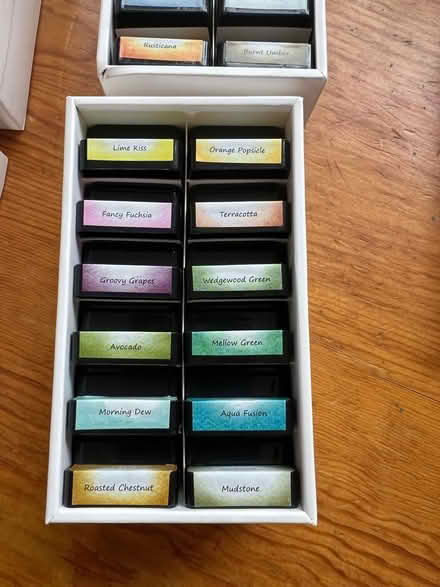 Rusticana
Burnt Umber
Lime Kiss
Orange Popsicle
Fancy Fuchsia
Terracotta
Groovy Grapes
Wedgewood Green
Avocado
Mellow Green
Morning Dew
Aqua Fusion
Roasted Chestnut
Mudstone